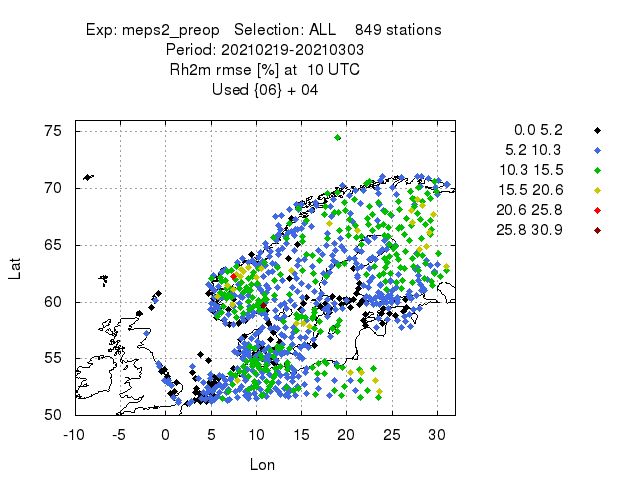 Exp: meps2_preop Selection: ALL 849 stations
Period: 20210219-20210303
Rh2m rmse [%] at 10 UTC
Used {06} + 04
0.0 5.2
5.2 10.3
10.3 15.5
15.5 20.6
20.6 25.8
25.8 30.9
Lat
75
70
65
60
55
50
-10 -5 0 5 10 15 20 25 30
Lon